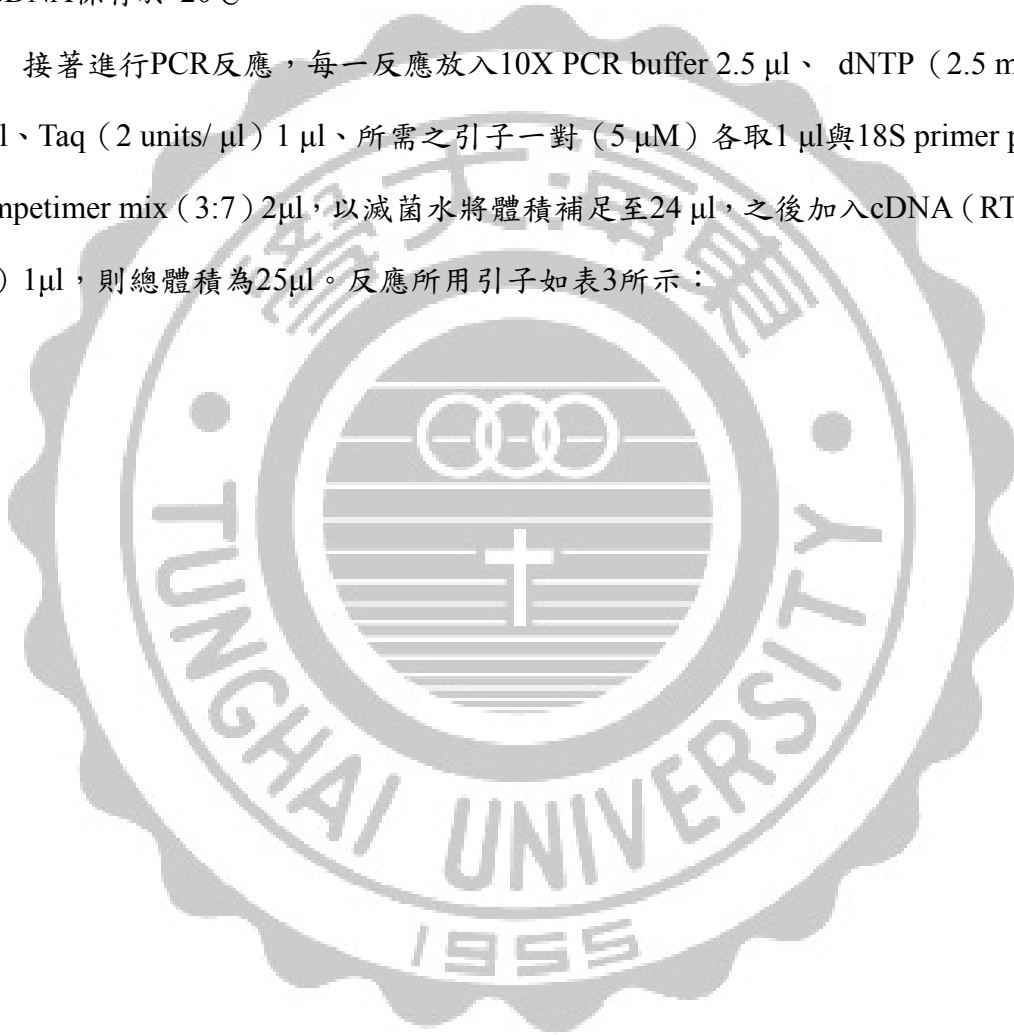 cDNA保存於-20℃
接著進行PCR反應，每一反應放入10X PCR buffer 2.5 μl、 dNTP（2.5 m
l、Taq（2 units/ μl）1 μl、所需之引子一對（5 μM）各取1 μl與18S primer p
mpetimer mix（3:7）2μl，以滅菌水將體積補足至24 μl，之後加入cDNA（RT
）1μl，則總體積為25μl。反應所用引子如表3所示：
學大海東
TUNGHAI UNIVERSITY
1955